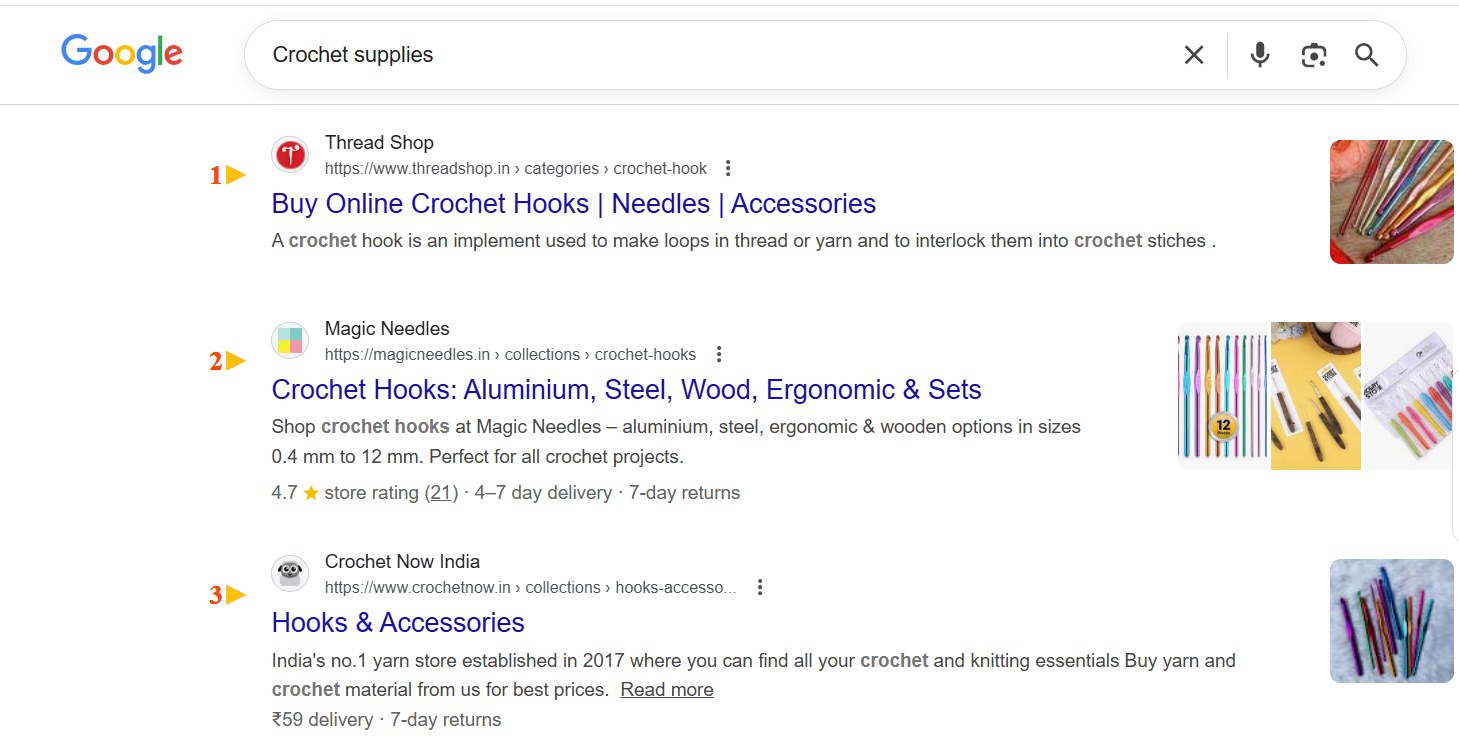 Google
Crochet supplies
1
Thread Shop
https://www.threadshop.in › categories › crochet-hook
Buy Online Crochet Hooks | Needles | Accessories
A crochet hook is an implement used to make loops in thread or yarn and to interlock them into crochet stiches .
2
Magic Needles
https://magicneedles.in › collections › crochet-hooks
Crochet Hooks: Aluminium, Steel, Wood, Ergonomic & Sets
Shop crochet hooks at Magic Needles – aluminium, steel, ergonomic & wooden options in sizes
0.4 mm to 12 mm. Perfect for all crochet projects.
4.7 ★ store rating (21) · 4–7 day delivery · 7-day returns
12
3
Crochet Now India
https://www.crochetnow.in › collections › hooks-accesso...
Hooks & Accessories
India's no.1 yarn store established in 2017 where you can find all your crochet and knitting essentials Buy yarn and
crochet material from us for best prices. Read more
₹59 delivery · 7-day returns